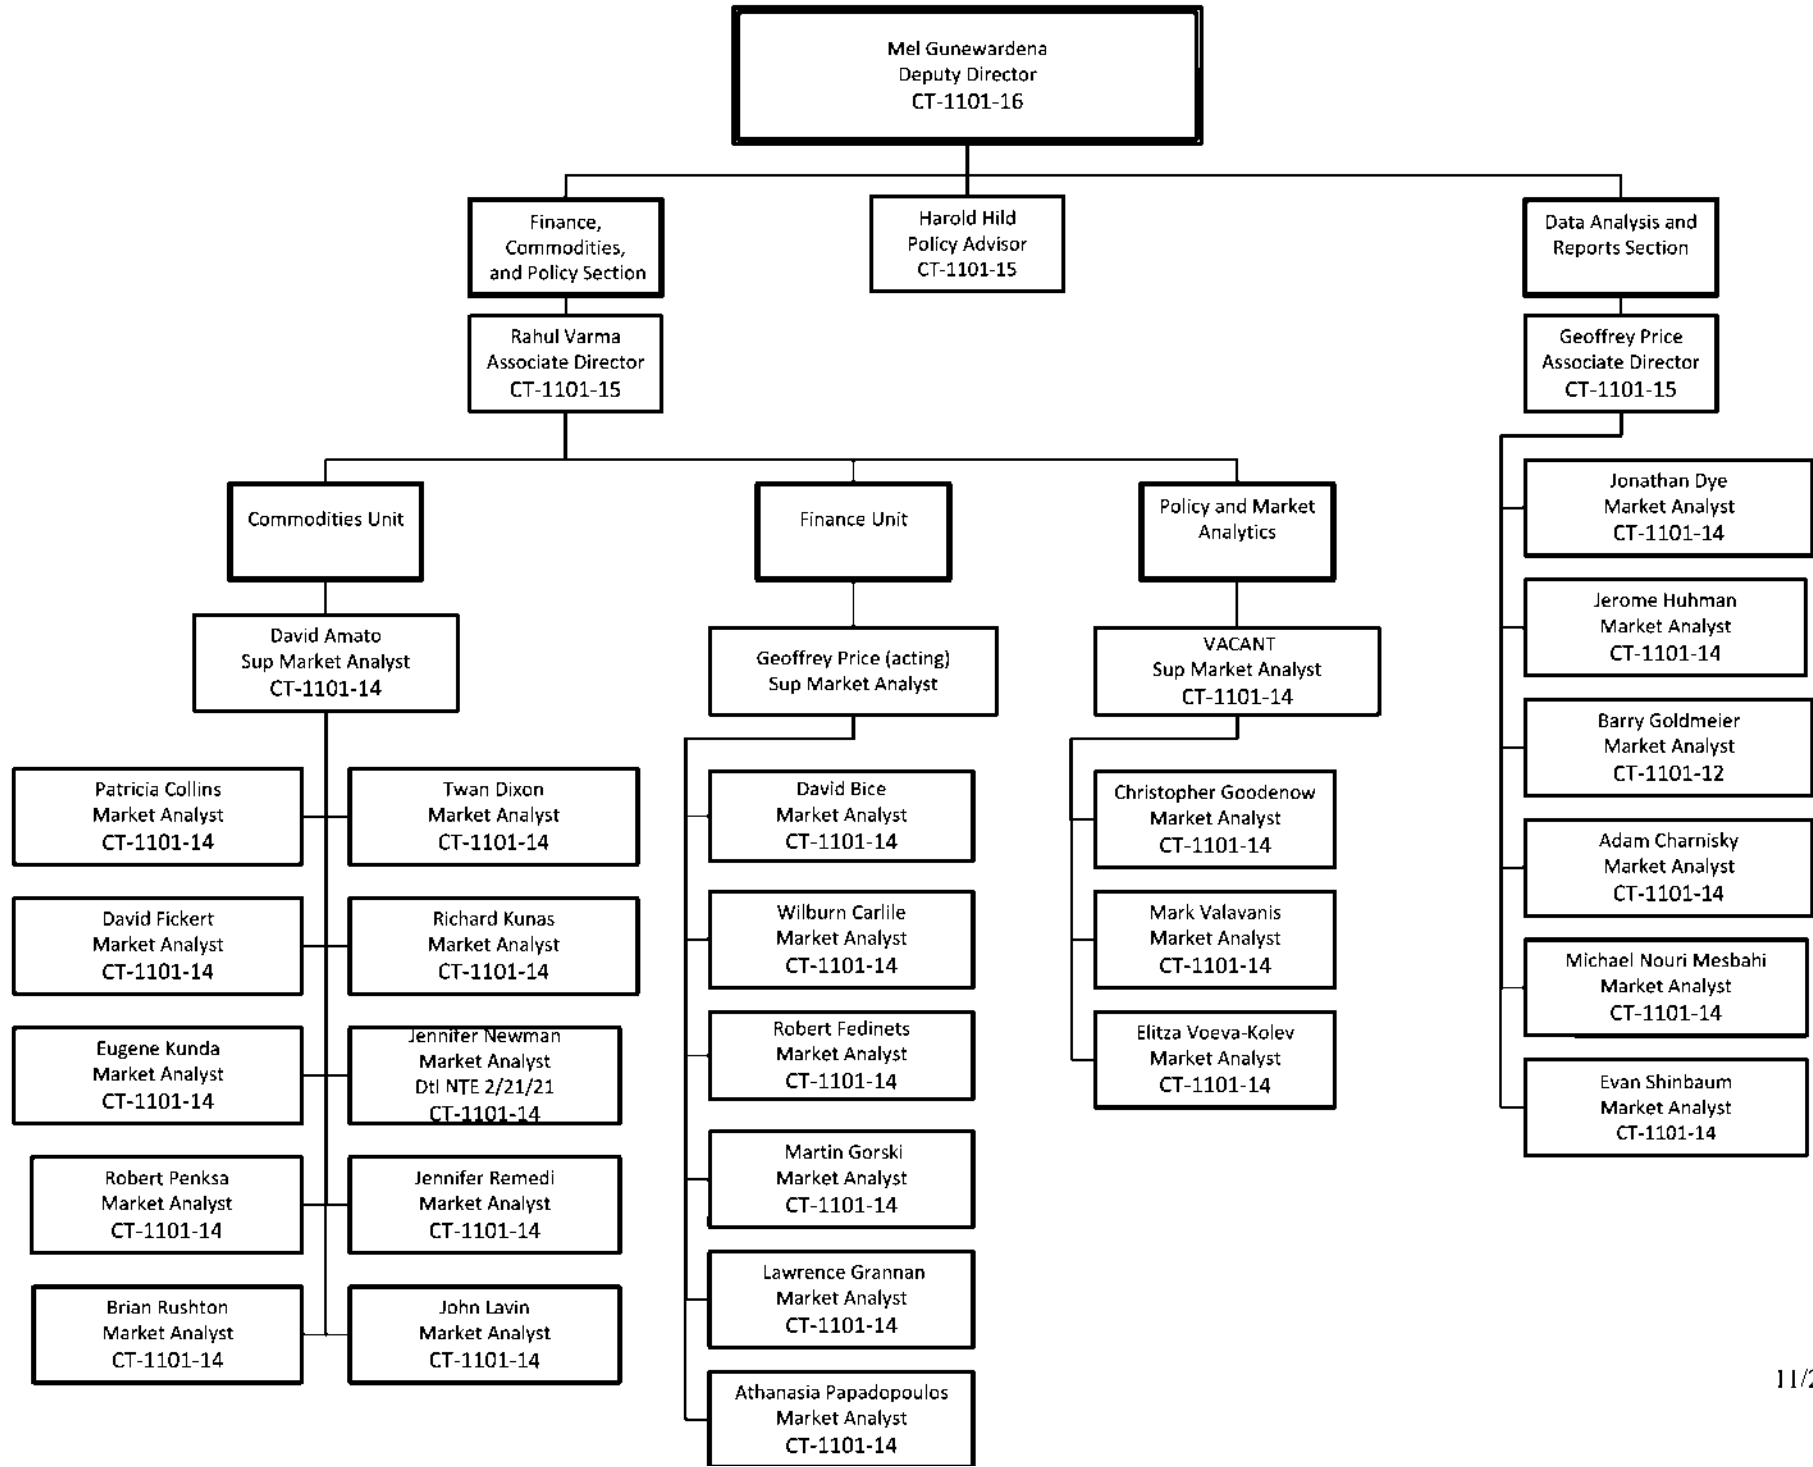 Mel Gunewardena
Deputy Director
CT-1101-16
Finance,
Commodities,
and Policy Section
Harold Hild
Policy Advisor
CT-1101-15
Data Analysis and
Reports Section
Rahul Varma
Associate Director
CT-1101-15
Geoffrey Price
Associate Director
CT-1101-15
Commodities Unit
Finance Unit
Policy and Market
Analytics
David Amato
Sup Market Analyst
CT-1101-14
Geoffrey Price (acting)
Sup Market Analyst
VACANT
Sup Market Analyst
CT-1101-14
Patricia Collins
Market Analyst
CT-1101-14
Twan Dixon
Market Analyst
CT-1101-14
David Fickert
Market Analyst
CT-1101-14
Richard Kunas
Market Analyst
CT-1101-14
Eugene Kunda
Market Analyst
CT-1101-14
Jennifer Newman
Market Analyst
Dtl NTE 2/21/21
CT-1101-14
Robert Penksa
Market Analyst
CT-1101-14
Jennifer Remedi
Market Analyst
CT-1101-14
Brian Rushton
Market Analyst
CT-1101-14
John Lavin
Market Analyst
CT-1101-14
David Bice
Market Analyst
CT-1101-14
Wilburn Carlile
Market Analyst
CT-1101-14
Robert Fedinets
Market Analyst
CT-1101-14
Martin Gorski
Market Analyst
CT-1101-14
Lawrence Grannan
Market Analyst
CT-1101-14
Athanasia Papadopoulos
Market Analyst
CT-1101-14
Christopher Goodenow
Market Analyst
CT-1101-14
Mark Valavanis
Market Analyst
CT-1101-14
Elitza Voeva-Kolev
Market Analyst
CT-1101-14
Jonathan Dye
Market Analyst
CT-1101-14
Jerome Huhman
Market Analyst
CT-1101-14
Barry Goldmeier
Market Analyst
CT-1101-12
Adam Charnisky
Market Analyst
CT-1101-14
Michael Nouri Mesbahi
Market Analyst
CT-1101-14
Evan Shinbaum
Market Analyst
CT-1101-14